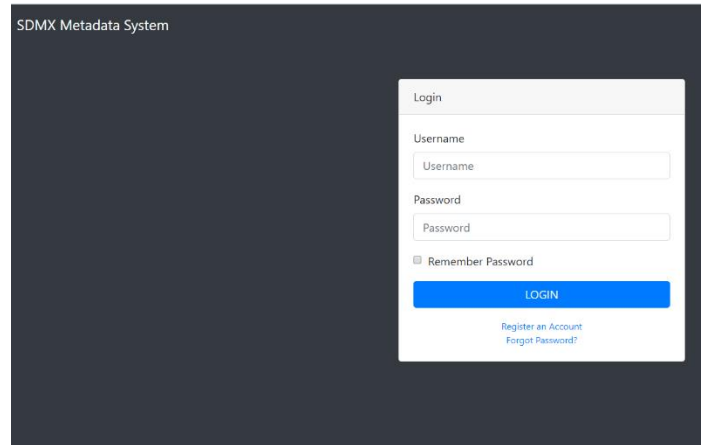 SDMX Metadata System
Login
Username
Username
Password
Password
Remember Password
LOGIN
Register an Account
Forgot Password?